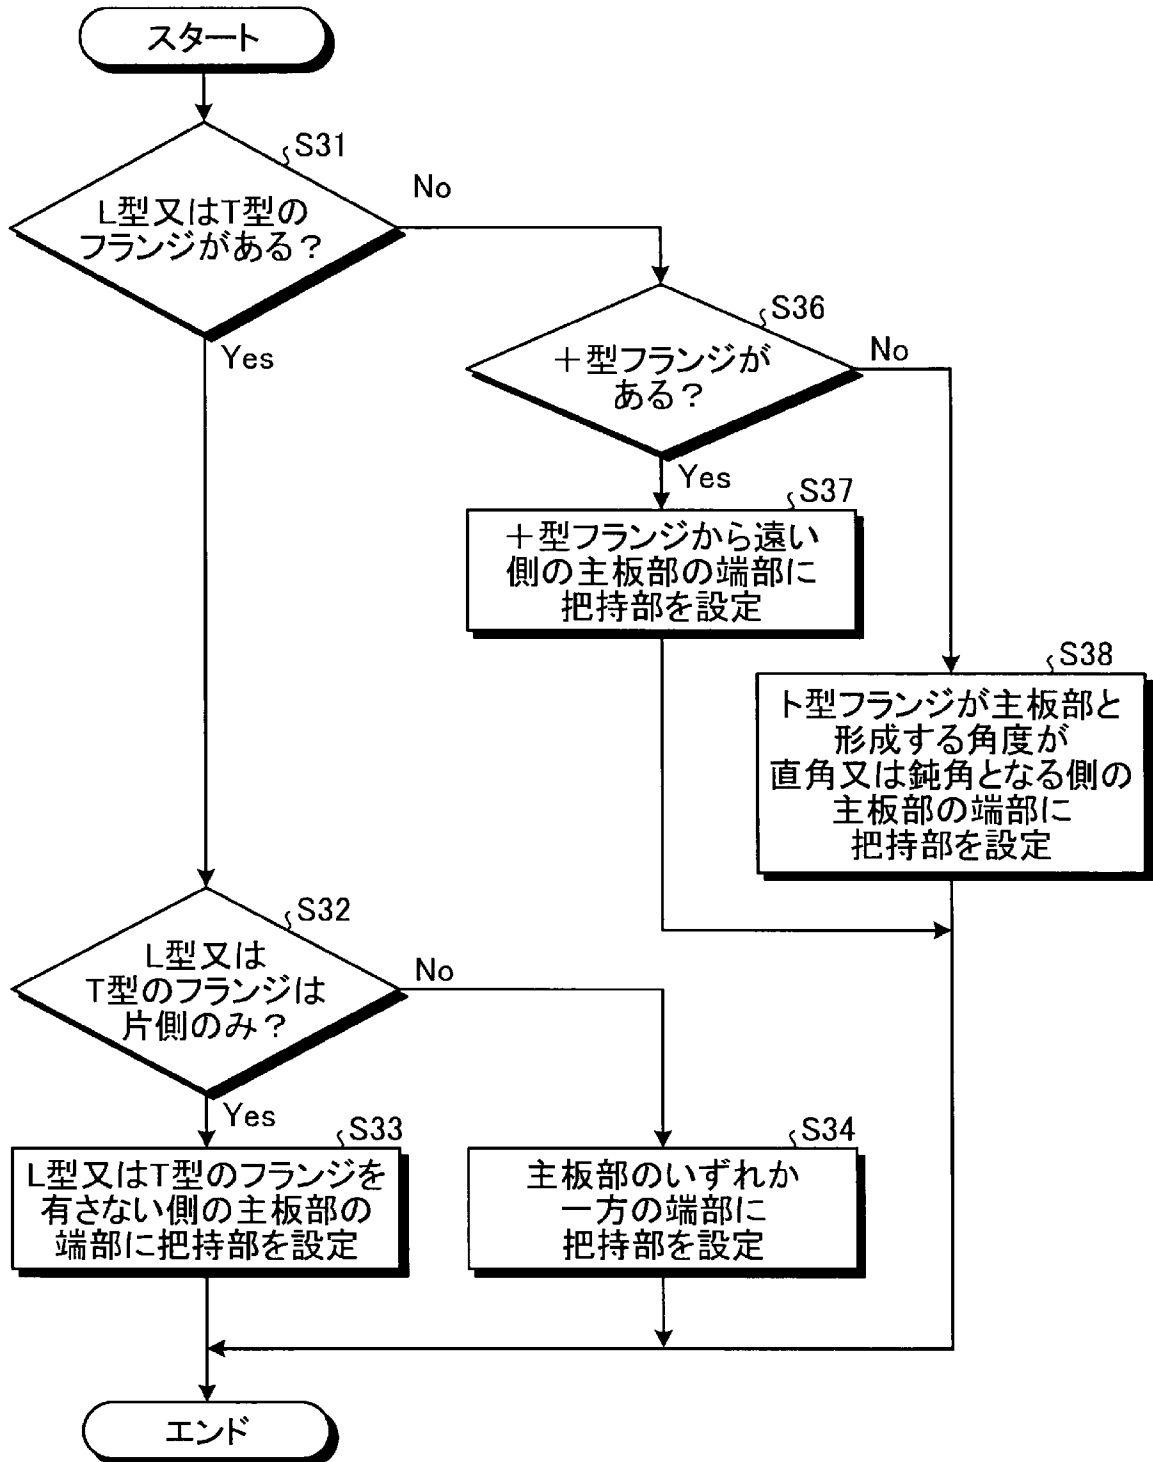 スタート
S31
L型又はT型の
フランジがある？
No
Yes
S36
＋型フランジが
ある？
No
Yes
S37
＋型フランジから遠い
側の主板部の端部に
把持部を設定
S38
ト型フランジが主板部と
形成する角度が
直角又は鈍角となる側の
主板部の端部に
把持部を設定
S32
L型又は
T型のフランジは
片側のみ？
No
Yes
S33
L型又はT型のフランジを
有さない側の主板部の
端部に把持部を設定
S34
主板部のいずれか
一方の端部に
把持部を設定
エンド